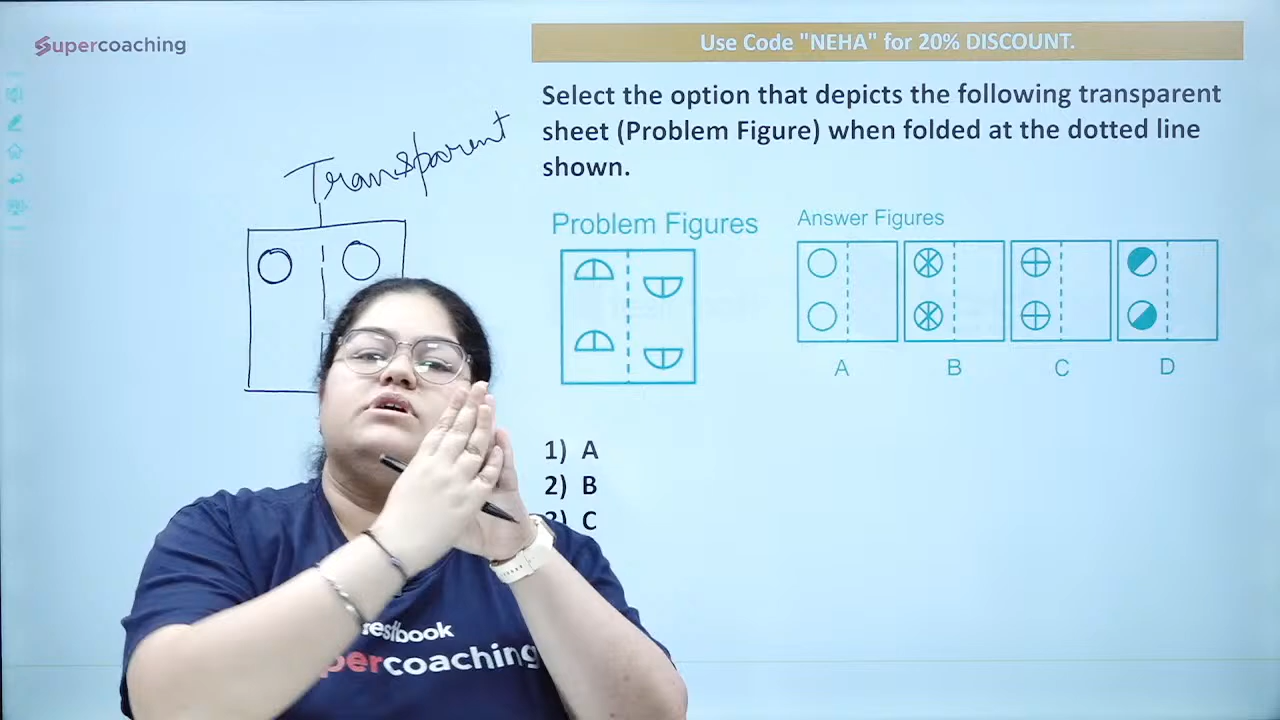 Supercoaching
Use Code "NEHA" for 20% DISCOUNT.
Select the option that depicts the following transparent
sheet (Problem Figure) when folded at the dotted line
shown.
Transparent
Problem Figures
Answer Figures
A B C D
1) A
2) B
3) C
testbook
supercoaching